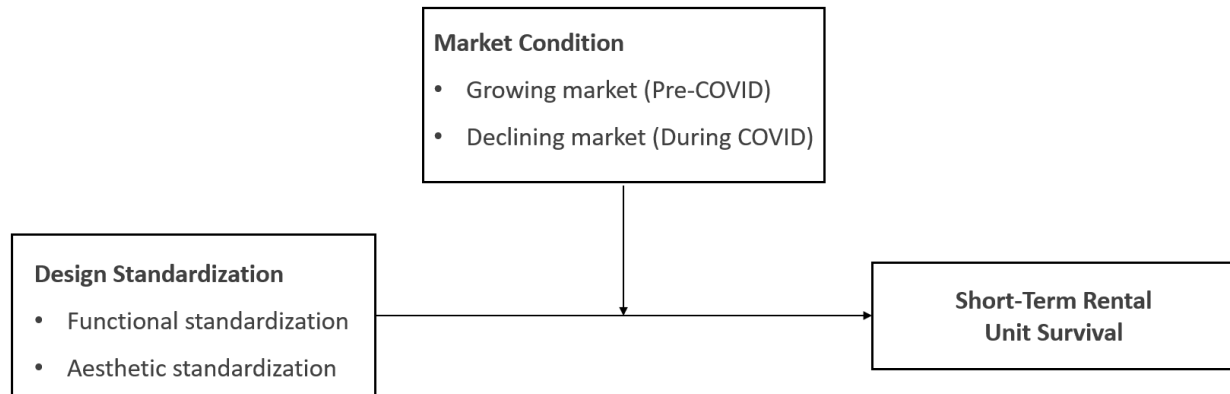 Market Condition
• Growing market (Pre-COVID)
• Declining market (During COVID)
Design Standardization
• Functional standardization
• Aesthetic standardization
Short-Term Rental
Unit Survival